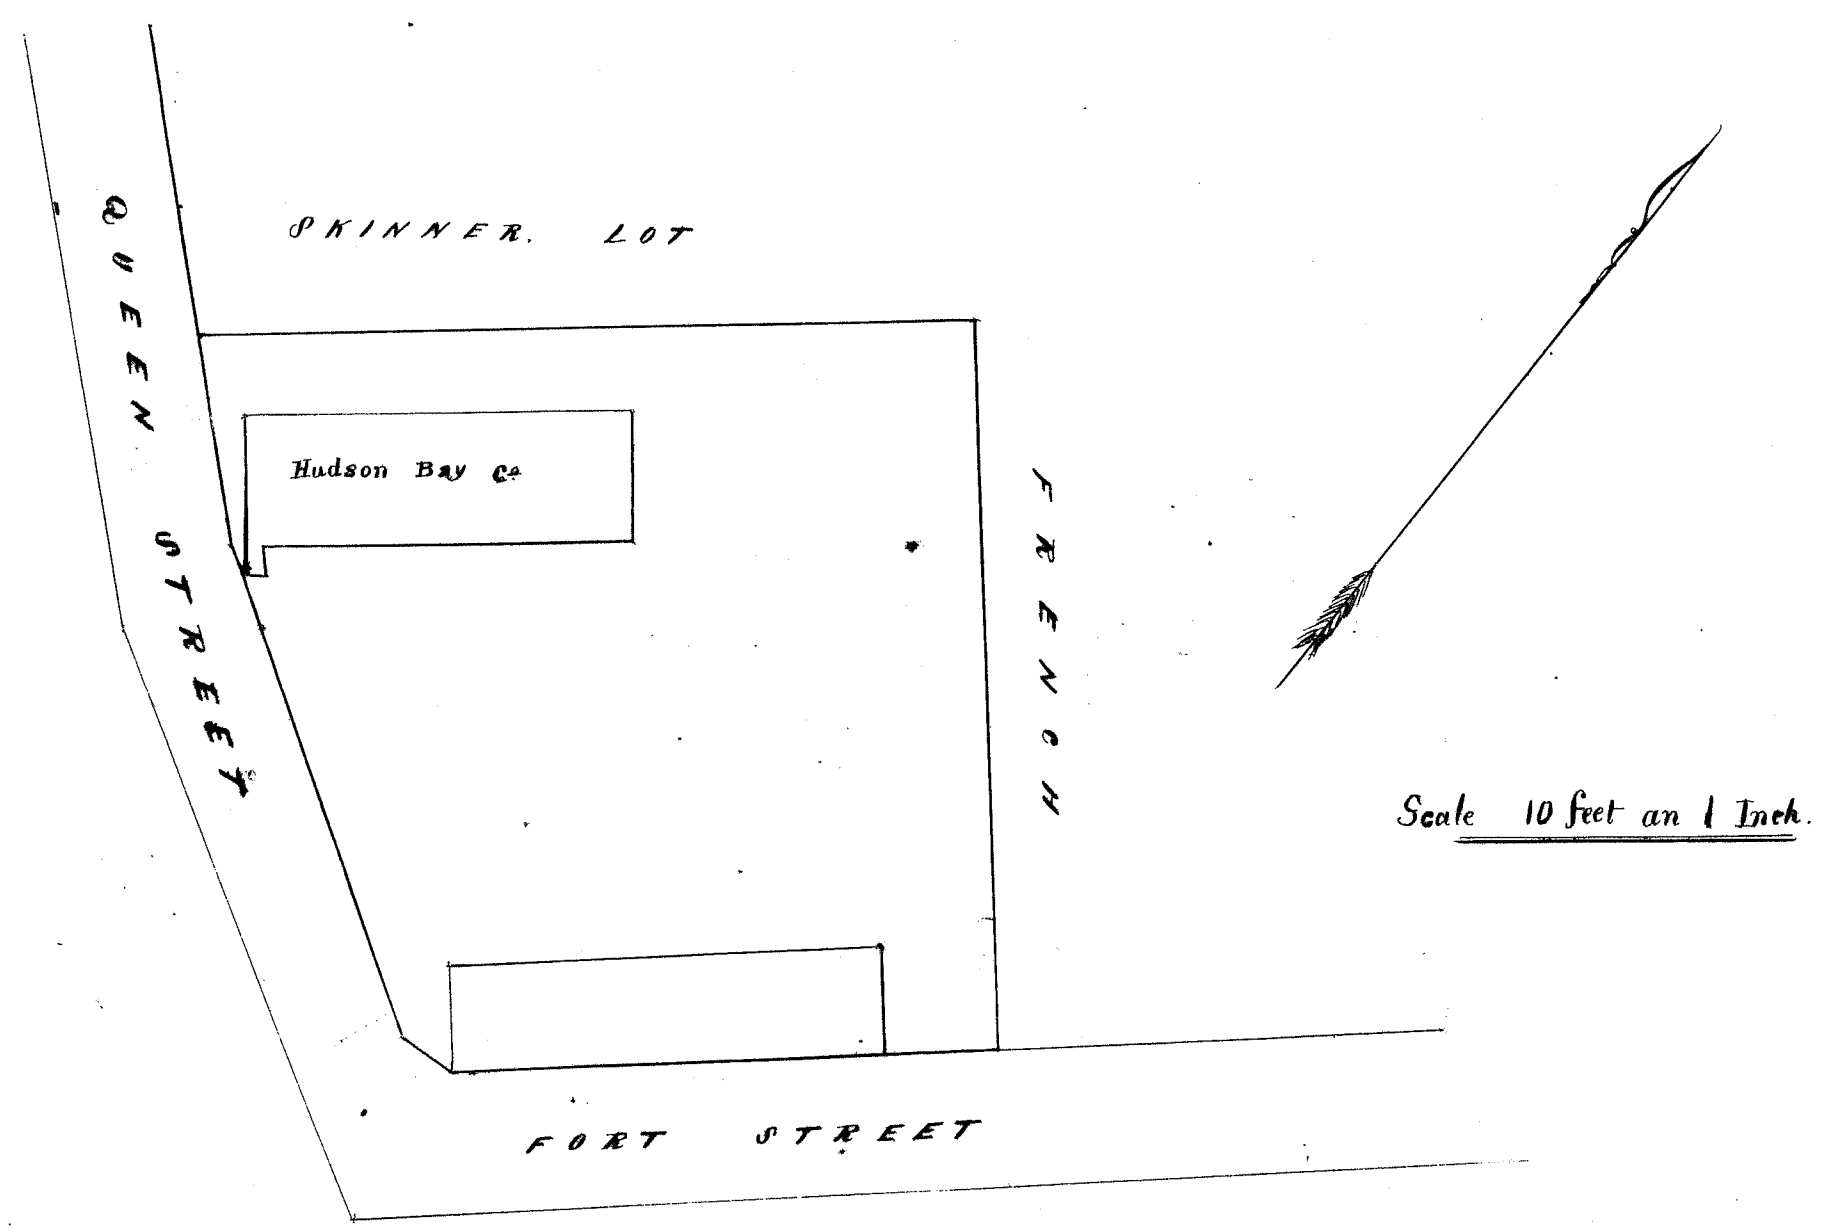 SKINNER. LOT
QUEEN STREET
Hudson Bay Co
FRENCH
Scale 10 feet an 1 Inch.
FORT STREET